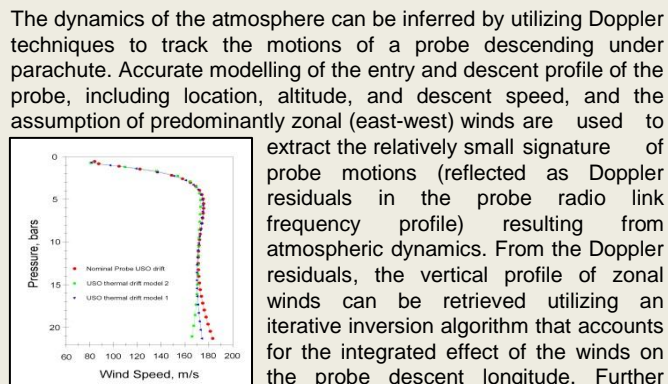 The dynamics of the atmosphere can be inferred by utilizing Doppler
techniques to track the motions of a probe descending under
parachute. Accurate modelling of the entry and descent profile of the
probe, including location, altitude, and descent speed, and the
assumption of predominantly zonal (east-west) winds are used to
extract the relatively small signature of
probe motions (reflected as Doppler
residuals in the probe radio link
frequency profile) resulting from
atmospheric dynamics. From the Doppler
residuals, the vertical profile of zonal
winds can be retrieved utilizing an
iterative inversion algorithm that accounts
for the integrated effect of the winds on
the probe descent longitude. Further
Pressure, bars
0
5
10
15
20
Nominal Probe USO drift
USO thermal drift model 2
USO thermal drift model 1
60 80 100 120 140 160 180 200
Wind Speed, m/s